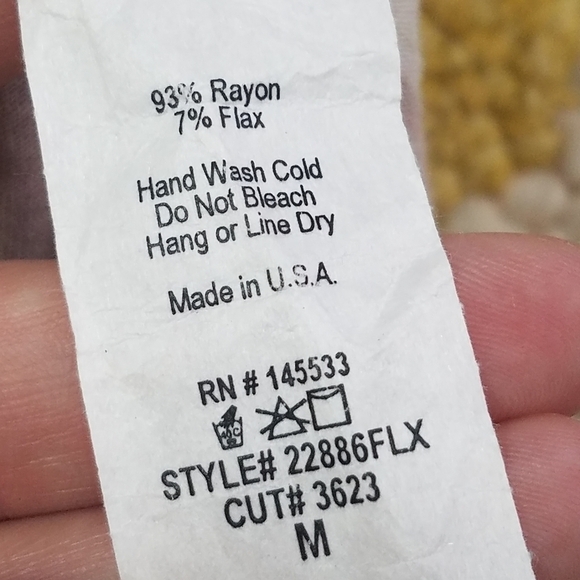 93% Rayon
7% Flax
Hand Wash Cold
Do Not Bleach
Hang or Line Dry
Made in U.S.A.
RN # 145533
STYLE# 22886FLX
CUT# 3623
M